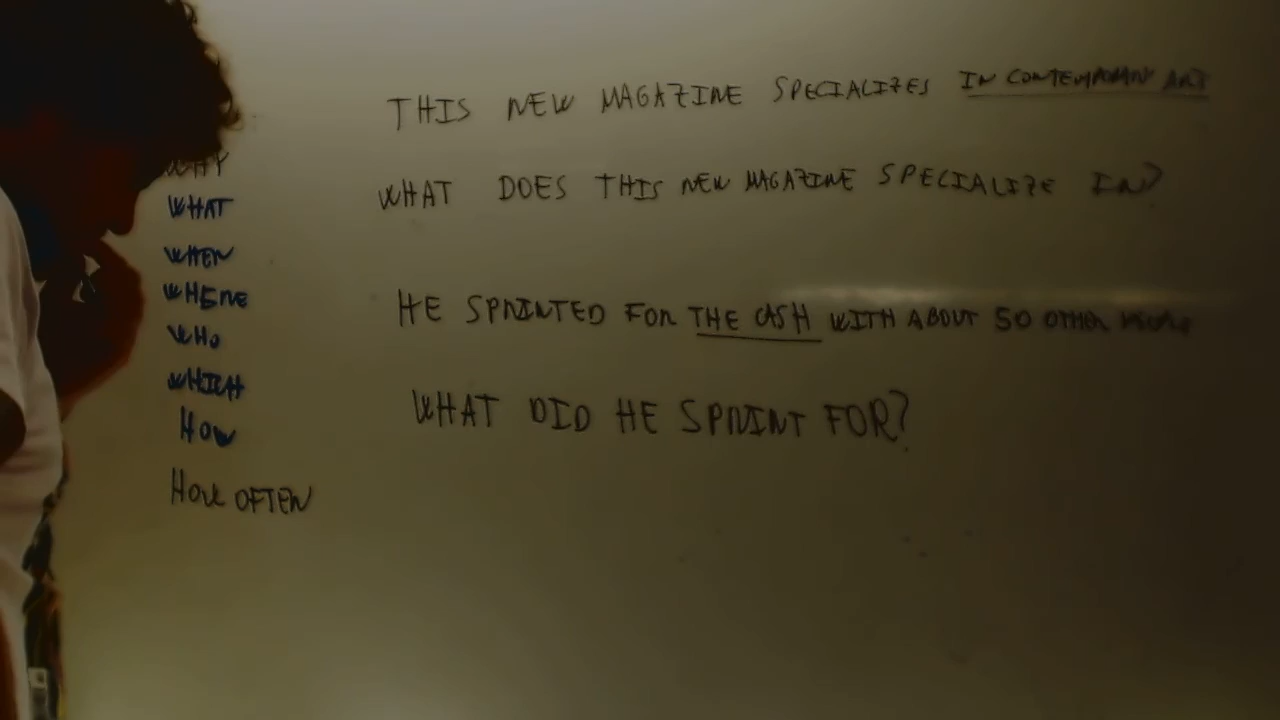 THIS NEW MAGAZINE SPECIALIZES IN CONTEMPORARY ART
WHY
WHAT DOES THIS NEW MAGAZINE SPECIALIZE IN?
WHAT
WHEN
WHERE
HE SPRINTED FOR THE CASH WITH ABOUT 50 OTHER
WHO
WHICH
WHAT DID HE SPRINT FOR?
HOW
HOW OFTEN